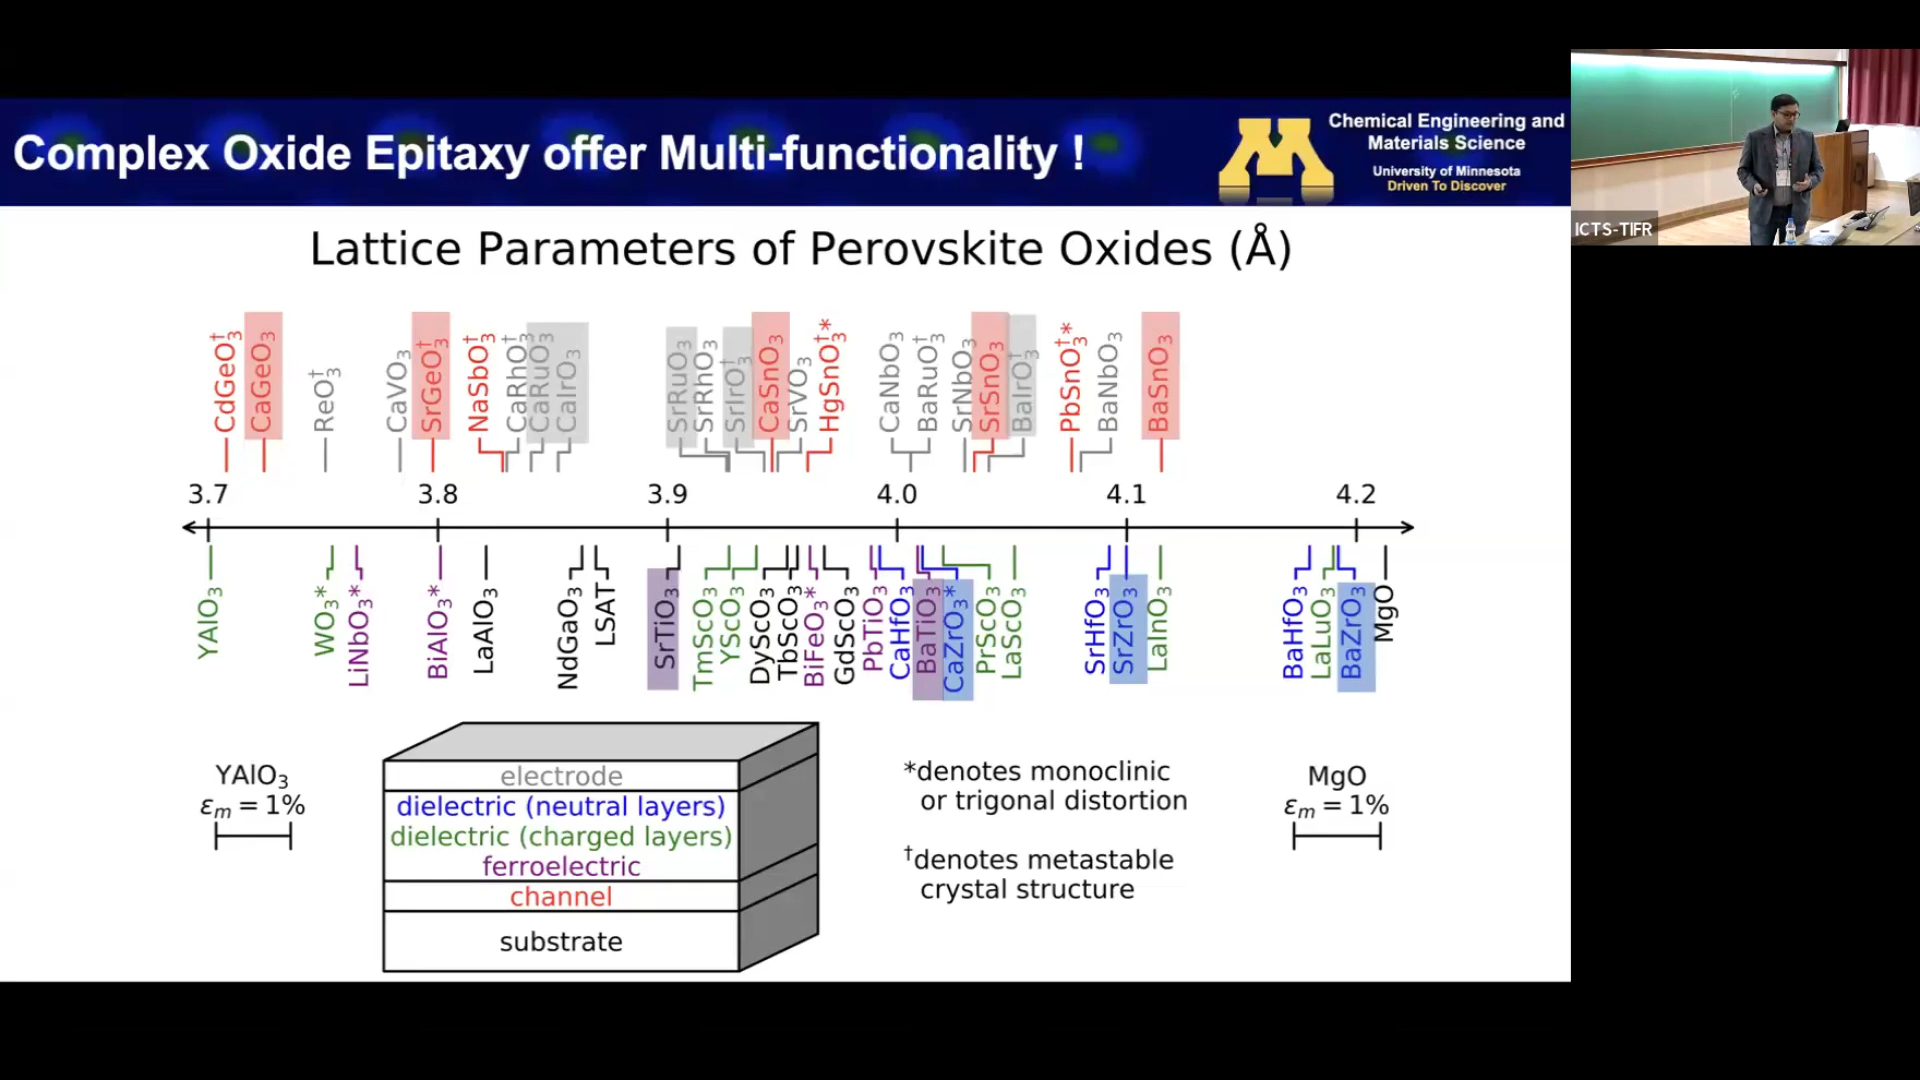 Complex Oxide Epitaxy offer Multi-functionality !
Chemical Engineering and
Materials Science
University of Minnesota
Driven To Discover
ICTS-TIFR
Lattice Parameters of Perovskite Oxides (Å)
CdGeO₃†
CaGeO₃
ReO₃†
CaVO₃
SrGeO₃†
NaSbO₃†
CaRhO₃†
CaRuO₃
CaIrO₃
SrRuO₃
SrRhO₃
SrIrO₃†
CaSnO₃
SrVO₃
HgSnO₃*
CaNbO₃
BaRuO₃†
SrNbO₃
SrSnO₃
BaIrO₃†
PbSnO₃†*
BaNbO₃
BaSnO₃
3.7 3.8 3.9 4.0 4.1 4.2
YAlO₃
WO₃*
LiNbO₃*
BiAlO₃*
LaAlO₃
NdGaO₃
LSAT
SrTiO₃
TmScO₃
YScO₃
DyScO₃
TbScO₃
BiFeO₃*
GdScO₃
PbTiO₃
CaHfO₃
BaTiO₃
CaZrO₃*
PrScO₃
LaScO₃
SrHfO₃
SrZrO₃
LaInO₃
BaHfO₃
LaLuO₃
BaZrO₃
MgO
YAlO₃
εₘ = 1%
electrode
dielectric (neutral layers)
dielectric (charged layers)
ferroelectric
channel
substrate
*denotes monoclinic
or trigonal distortion
†denotes metastable
crystal structure
MgO
εₘ = 1%